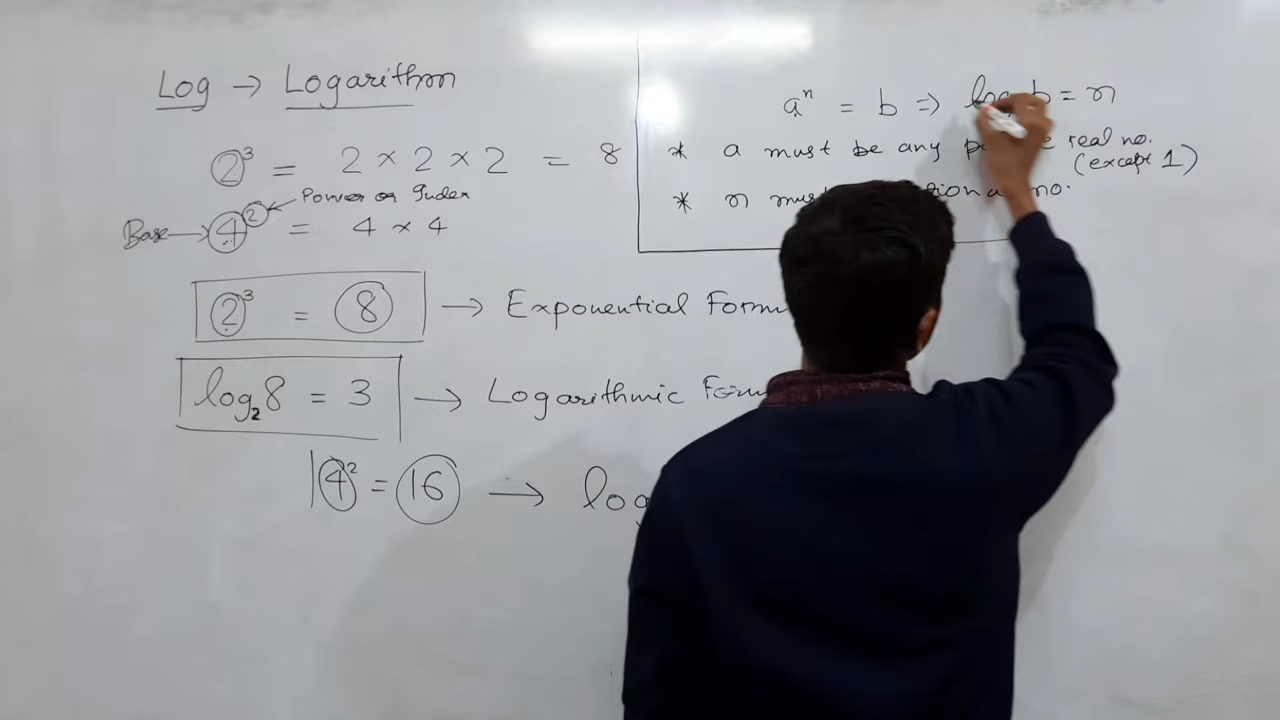 Log → Logarithm
2³ = 2 × 2 × 2 = 8
Power or Index
Base → 4² = 4 × 4
2³ = 8 → Exponential Form
log₂8 = 3 → Logarithmic Form
4² = 16 → log
aⁿ = b ⇒ log b = n
* a must be any real no.
(except 1)
* n no.